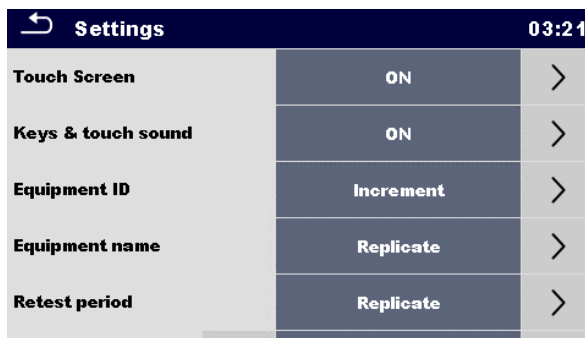 Settings 03:21
Touch Screen ON
Keys & touch sound ON
Equipment ID Increment
Equipment name Replicate
Retest period Replicate